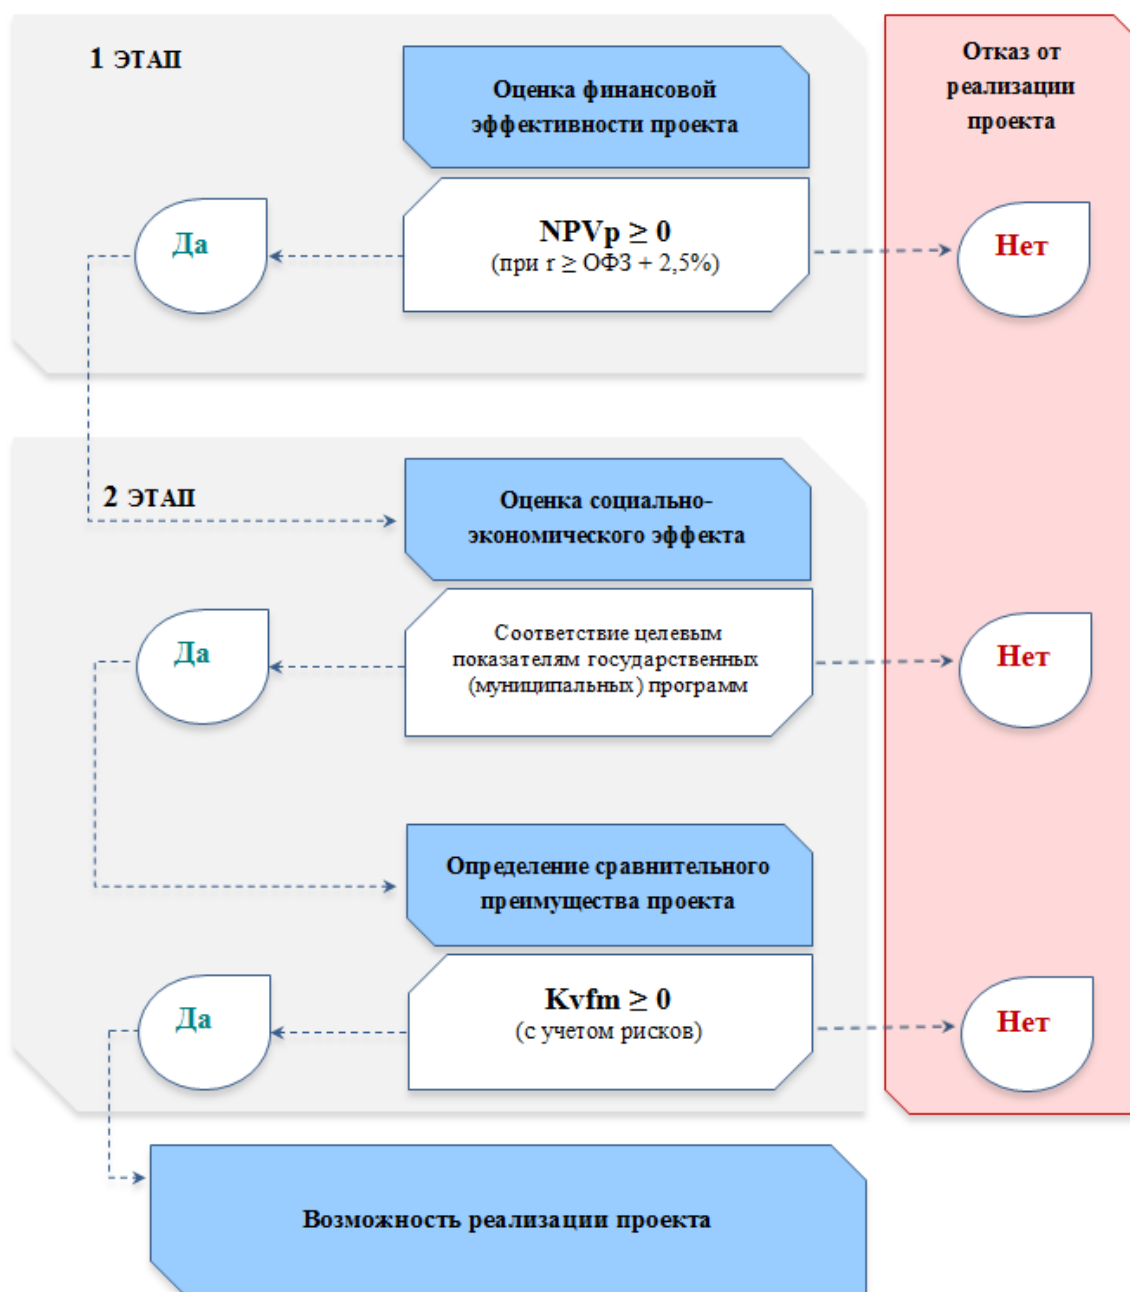 1 ЭТАП
Оценка финансовой
эффективности проекта
Отказ от
реализации
проекта
Да
NPVp ≥ 0
(при r ≥ ОФЗ + 2,5%)
Нет
2 ЭТАП
Оценка социально-
экономического эффекта
Да
Соответствие целевым
показателям государственных
(муниципальных) программ
Нет
Определение сравнительного
преимущества проекта
Да
Kvfm ≥ 0
(с учетом рисков)
Нет
Возможность реализации проекта